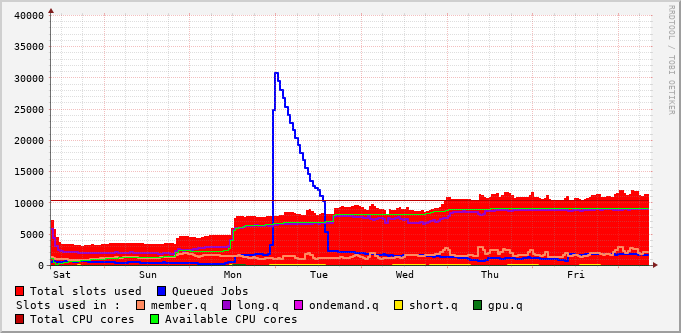 RRDTOOL / TOBI OETIKER
40000
35000
30000
25000
20000
15000
10000
5000
0
Sat Sun Mon Tue Wed Thu Fri
Total slots used Queued Jobs
Slots used in : member.q long.q ondemand.q short.q gpu.q
Total CPU cores Available CPU cores